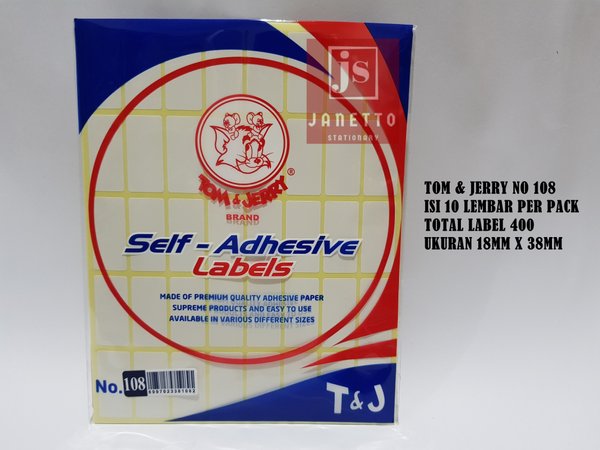 js
JANETTO
STATIONARY
TOM & JERRY
®
BRAND
Self - Adhesive
Labels
MADE OF PREMIUM QUALITY ADHESIVE PAPER
SUPREME PRODUCTS AND EASY TO USE
AVAILABLE IN VARIOUS DIFFERENT SIZES
No. 108
T&J
TOM & JERRY NO 108
ISI 10 LEMBAR PER PACK
TOTAL LABEL 400
UKURAN 18MM X 38MM